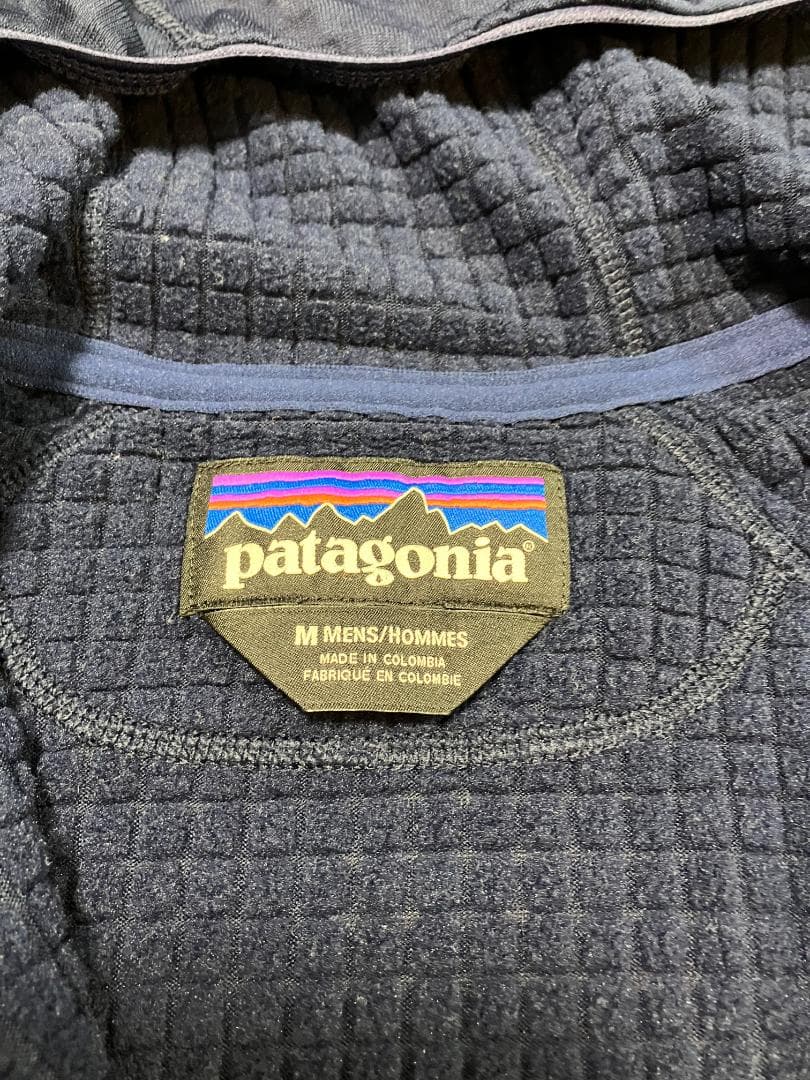 patagonia®
M MENS/HOMMES
MADE IN COLOMBIA
FABRIQUÉ EN COLOMBIE